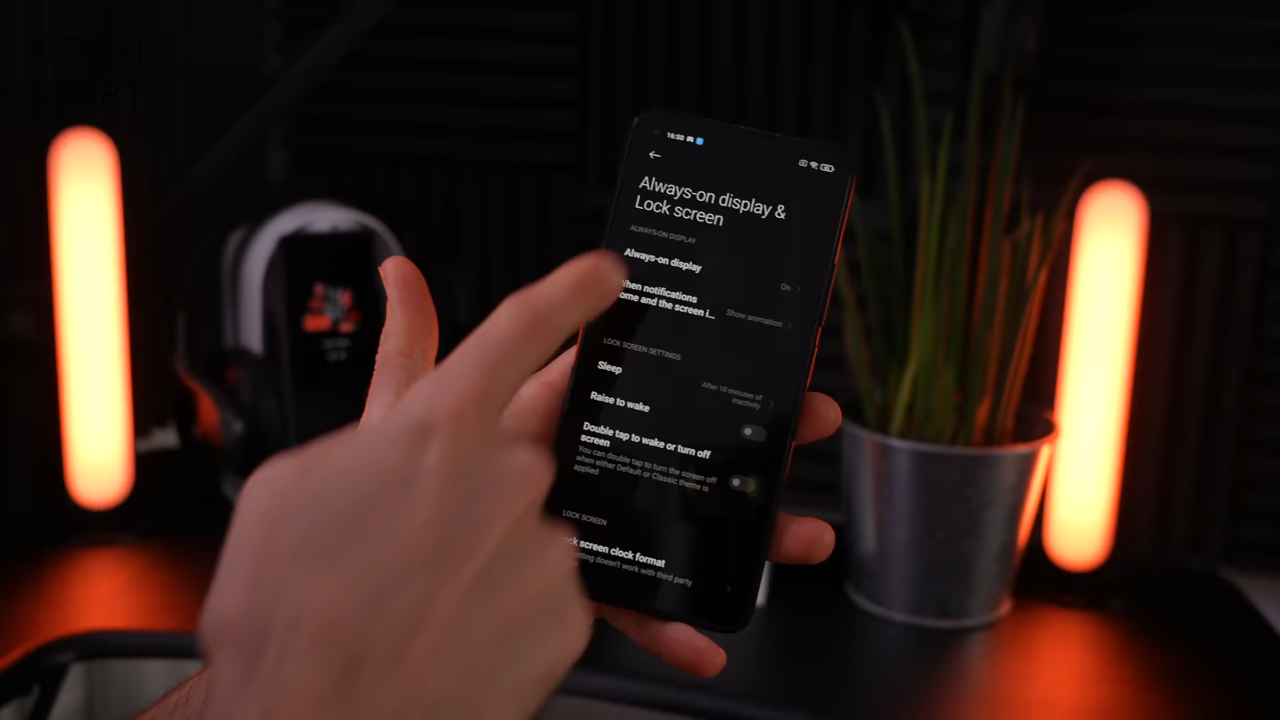 16:50
Always-on display &
Lock screen
ALWAYS-ON DISPLAY
Always-on display
On
When notifications
ome and the screen i...
Show animation
LOCK SCREEN SETTINGS
Sleep
After 10 minutes of
inactivity
Raise to wake
Double tap to wake or turn off
screen
You can double tap to turn the screen off
when either Default or Classic theme is
applied
LOCK SCREEN
ck screen clock format
etting doesn't work with third party